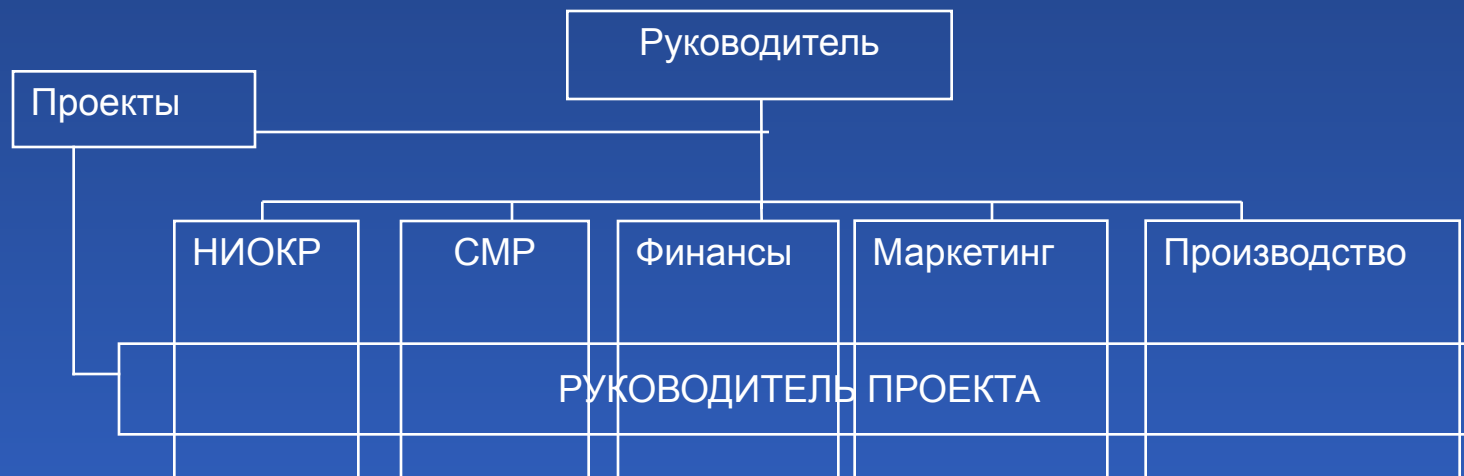 Руководитель
Проекты
НИОКР
СМР
Финансы
Маркетинг
Производство
РУКОВОДИТЕЛЬ ПРОЕКТА